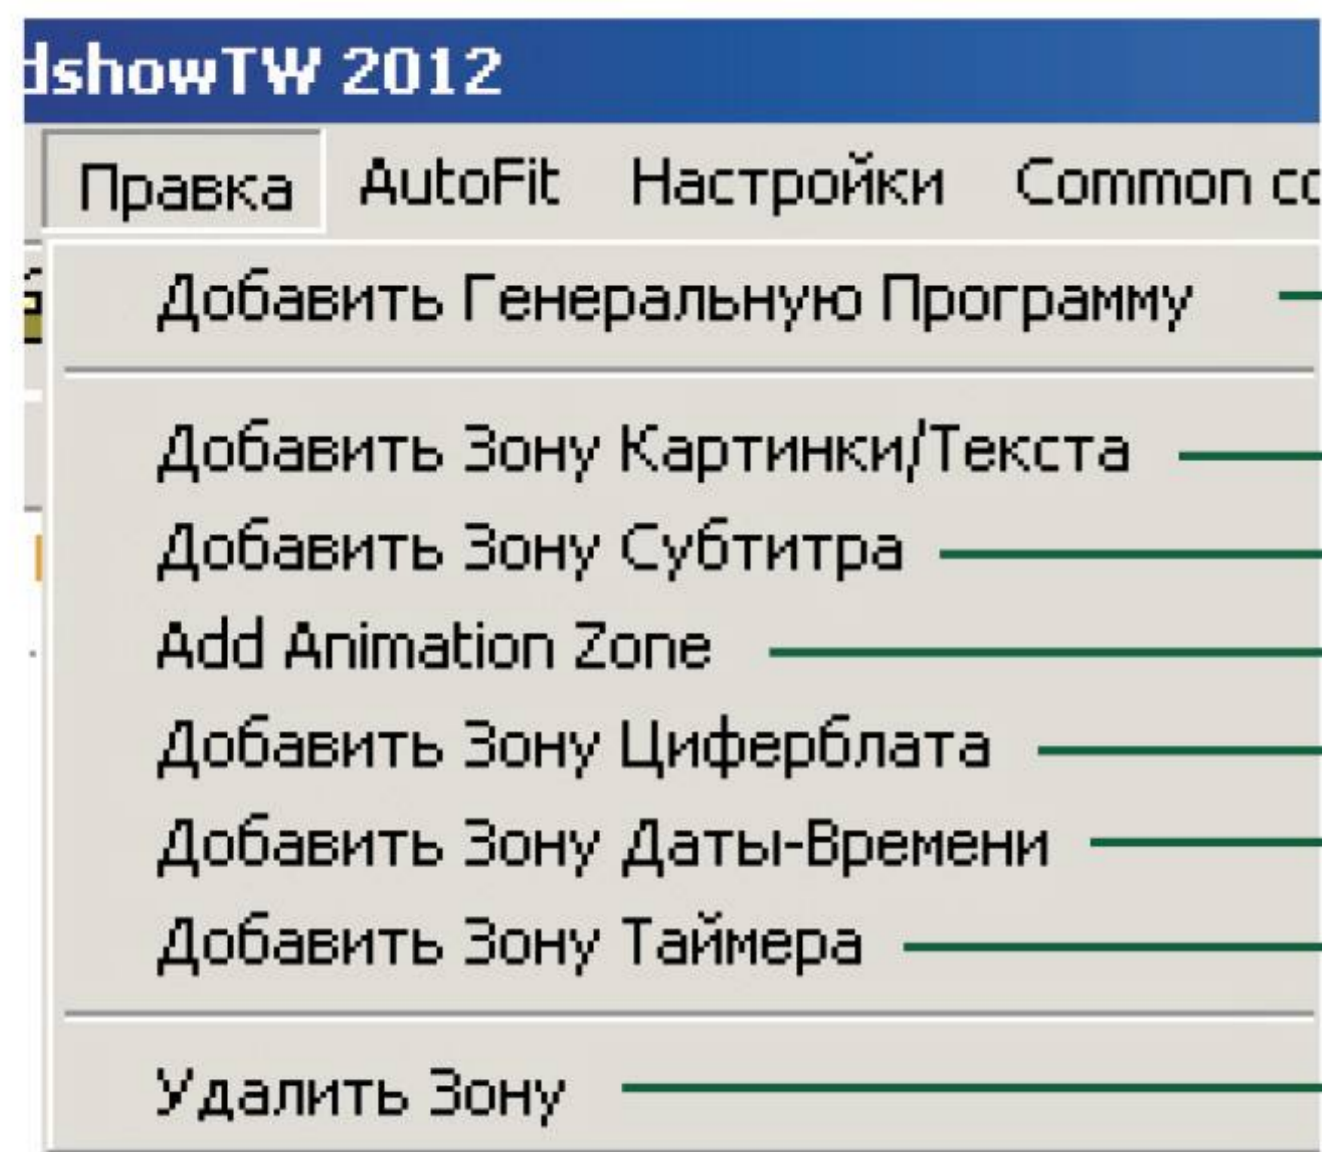 dshowTW 2012
Правка AutoFit Настройки Common co
Добавить Генеральную Программу
Добавить Зону Картинки/Текста
Добавить Зону Субтитра
Add Animation Zone
Добавить Зону Циферблата
Добавить Зону Даты-Времени
Добавить Зону Таймера
Удалить Зону